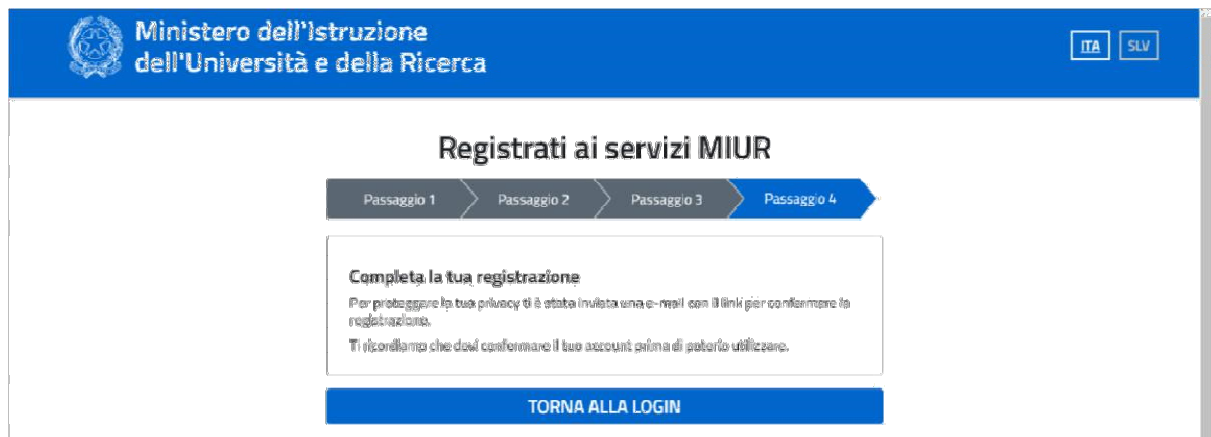 Ministero dell'Istruzione
dell'Università e della Ricerca
ITA SLV
Registrati ai servizi MIUR
Passaggio 1 Passaggio 2 Passaggio 3 Passaggio 4
Completa la tua registrazione
Per proteggere la tua privacy ti è stata inviata una e-mail con il link per confermare la
registrazione.
Ti ricordiamo che devi confermare il tuo account prima di poterlo utilizzare.
TORNA ALLA LOGIN